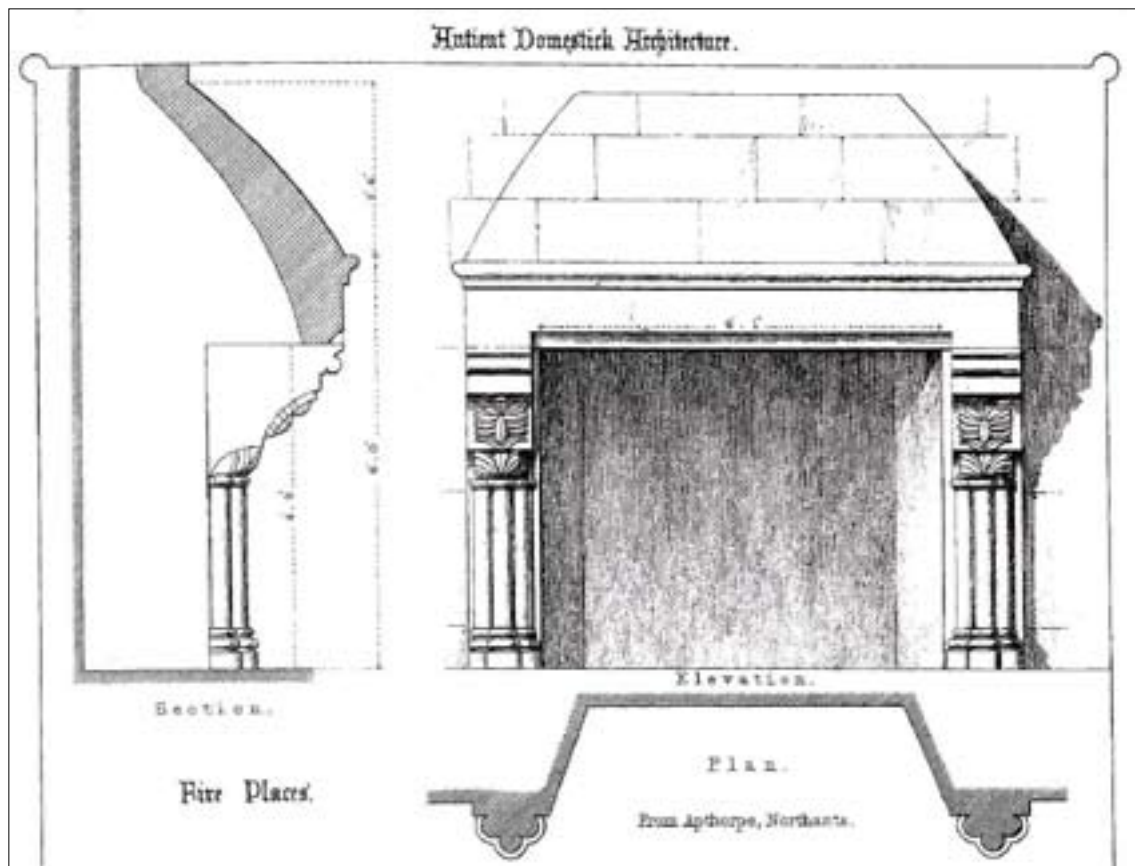 Antient Domestick Architecture.
Section.
Elevation.
Plan.
Fire Places.
From Apthorpe, Northants.